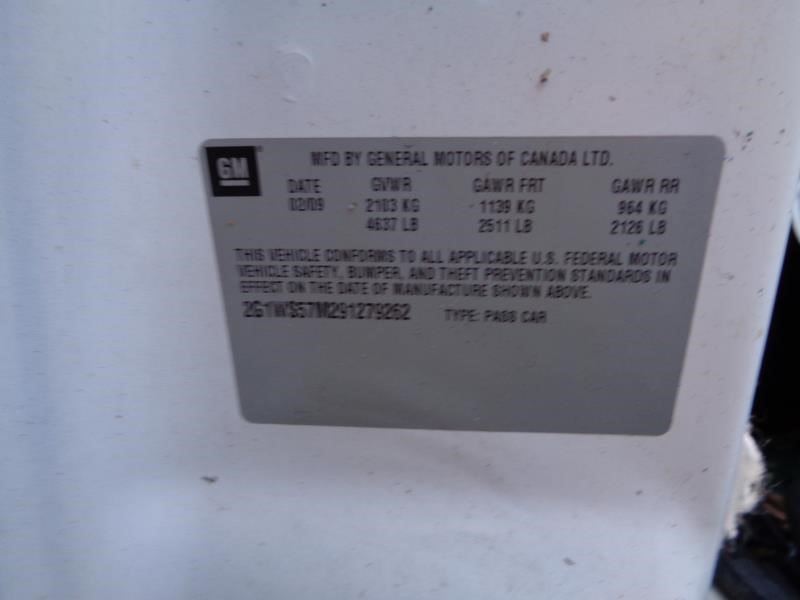 GM
MFD BY GENERAL MOTORS OF CANADA LTD.
DATE GVWR GAWR FRT GAWR RR
02/09 2103 KG 1139 KG 964 KG
4637 LB 2511 LB 2126 LB
THIS VEHICLE CONFORMS TO ALL APPLICABLE U.S. FEDERAL MOTOR
VEHICLE SAFETY, BUMPER, AND THEFT PREVENTION STANDARDS IN
EFFECT ON THE DATE OF MANUFACTURE SHOWN ABOVE.
2G1WS57M291279262 TYPE: PASS CAR